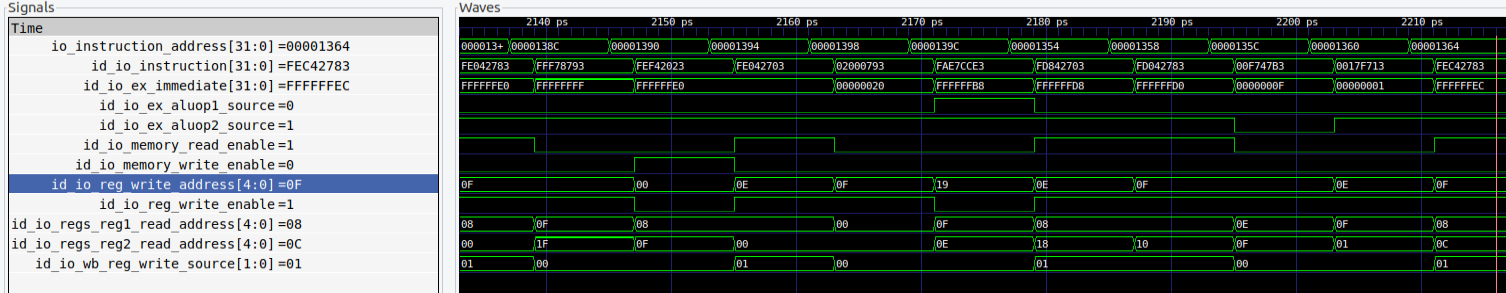 Signals
Waves
Time
2140 ps 2150 ps 2160 ps 2170 ps 2180 ps 2190 ps 2200 ps 2210 ps
io_instruction_address[31:0] =00001364 000013+ 0000138C 00001390 00001394 00001398 0000139C 00001354 00001358 0000135C 00001360 00001364
id_io_instruction[31:0] =FEC42783 FE042783 FFF78793 FEF42023 FE042703 02000793 FAE7CCE3 FD842703 FD042783 00F747B3 0017F713 FEC42783
id_io_ex_immediate[31:0] =FFFFFFEC FFFFFFE0 FFFFFFFF FFFFFFE0 00000020 FFFFFFB8 FFFFFFD8 FFFFFFD0 0000000F 00000001 FFFFFFEC
id_io_ex_aluop1_source =0
id_io_ex_aluop2_source =1
id_io_memory_read_enable =1
id_io_memory_write_enable =0
id_io_reg_write_address[4:0] =0F 0F 00 0E 0F 19 0E 0F 0E 0F
id_io_reg_write_enable =1
id_io_regs_reg1_read_address[4:0] =08 08 0F 08 00 0F 08 0E 0F 08
id_io_regs_reg2_read_address[4:0] =0C 00 1F 0F 00 0E 18 10 0F 01 0C
id_io_wb_reg_write_source[1:0] =01 01 00 01 00 01 00 01